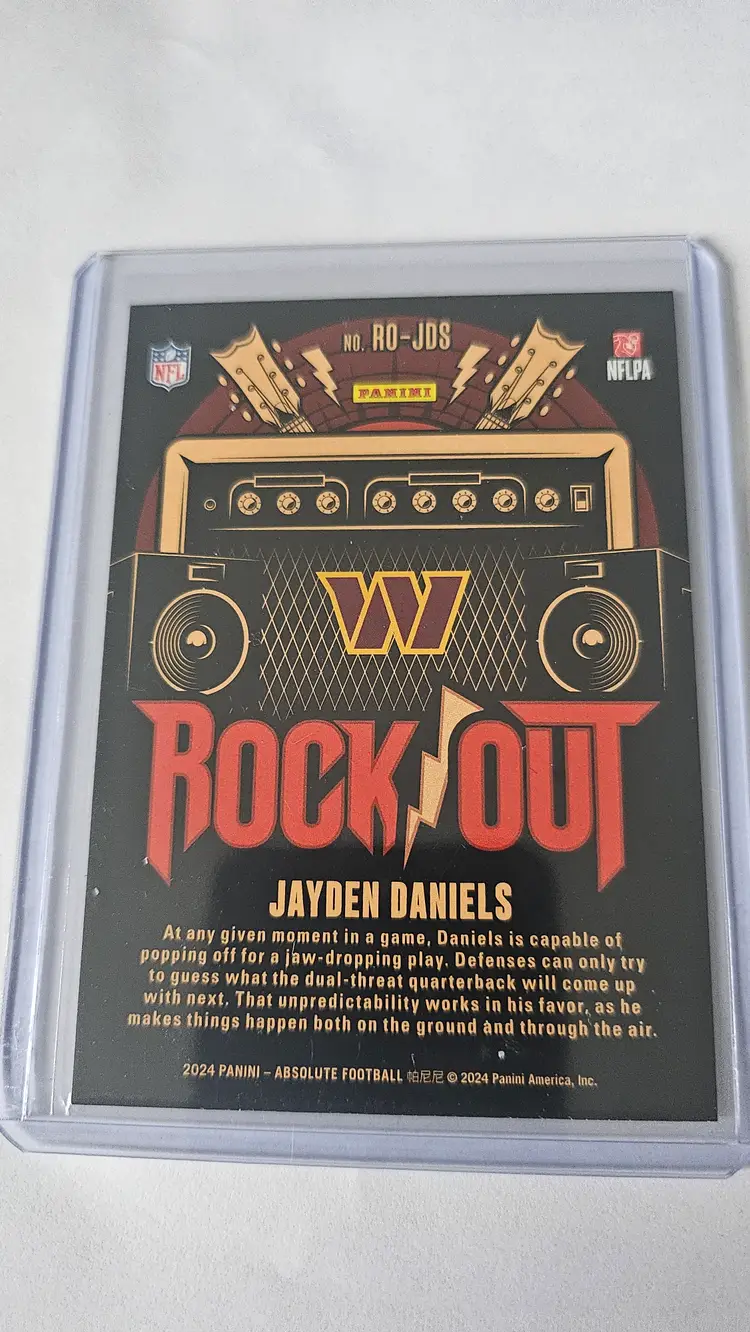 No. RO-JDS
NFL
PANINI
NFLPA
W
ROCK OUT
JAYDEN DANIELS
At any given moment in a game, Daniels is capable of
popping off for a jaw-dropping play. Defenses can only try
to guess what the dual-threat quarterback will come up
with next. That unpredictability works in his favor, as he
makes things happen both on the ground and through the air.
2024 PANINI – ABSOLUTE FOOTBALL 帕尼尼 © 2024 Panini America, Inc.